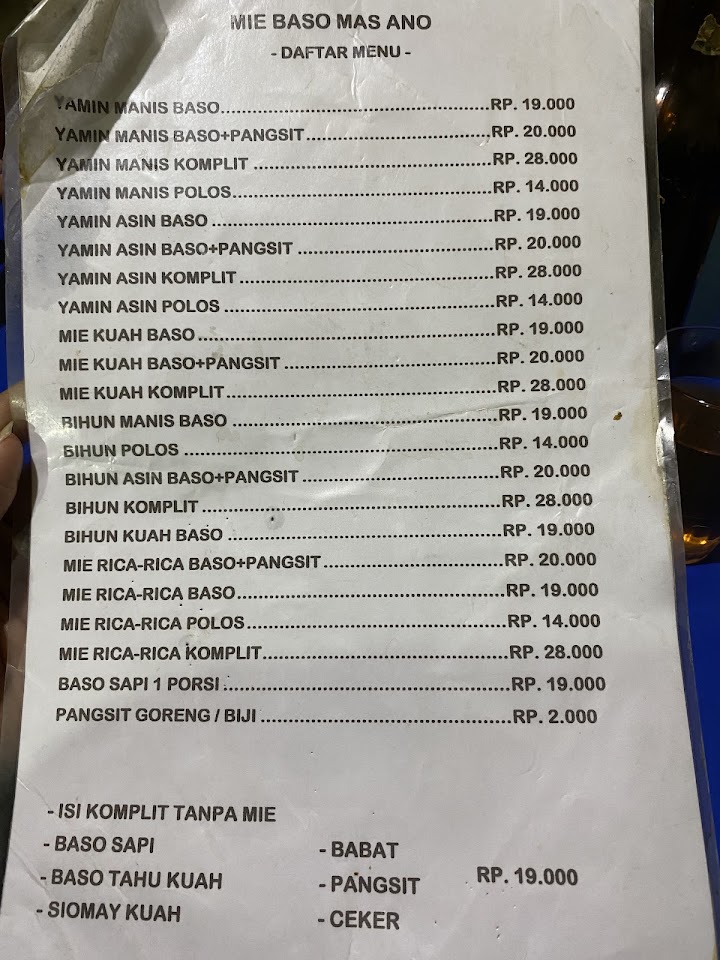 MIE BASO MAS ANO
- DAFTAR MENU -
YAMIN MANIS BASO..........RP. 19.000
YAMIN MANIS BASO+PANGSIT..........RP. 20.000
YAMIN MANIS KOMPLIT ..........RP. 28.000
YAMIN MANIS POLOS..........RP. 14.000
YAMIN ASIN BASO ..........RP. 19.000
YAMIN ASIN BASO+PANGSIT ..........RP. 20.000
YAMIN ASIN KOMPLIT ..........RP. 28.000
YAMIN ASIN POLOS ..........RP. 14.000
MIE KUAH BASO ..........RP. 19.000
MIE KUAH BASO+PANGSIT ..........RP. 20.000
MIE KUAH KOMPLIT..........RP. 28.000
BIHUN MANIS BASO ..........RP. 19.000
BIHUN POLOS ..........RP. 14.000
BIHUN ASIN BASO+PANGSIT ..........RP. 20.000
BIHUN KOMPLIT ..........RP. 28.000
BIHUN KUAH BASO ..........RP. 19.000
MIE RICA-RICA BASO+PANGSIT..........RP. 20.000
MIE RICA-RICA BASO..........RP. 19.000
MIE RICA-RICA POLOS..........RP. 14.000
MIE RICA-RICA KOMPLIT..........RP. 28.000
BASO SAPI 1 PORSI ..........RP. 19.000
PANGSIT GORENG / BIJI ..........RP. 2.000
- ISI KOMPLIT TANPA MIE
- BASO SAPI - BABAT
- BASO TAHU KUAH - PANGSIT RP. 19.000
- SIOMAY KUAH - CEKER